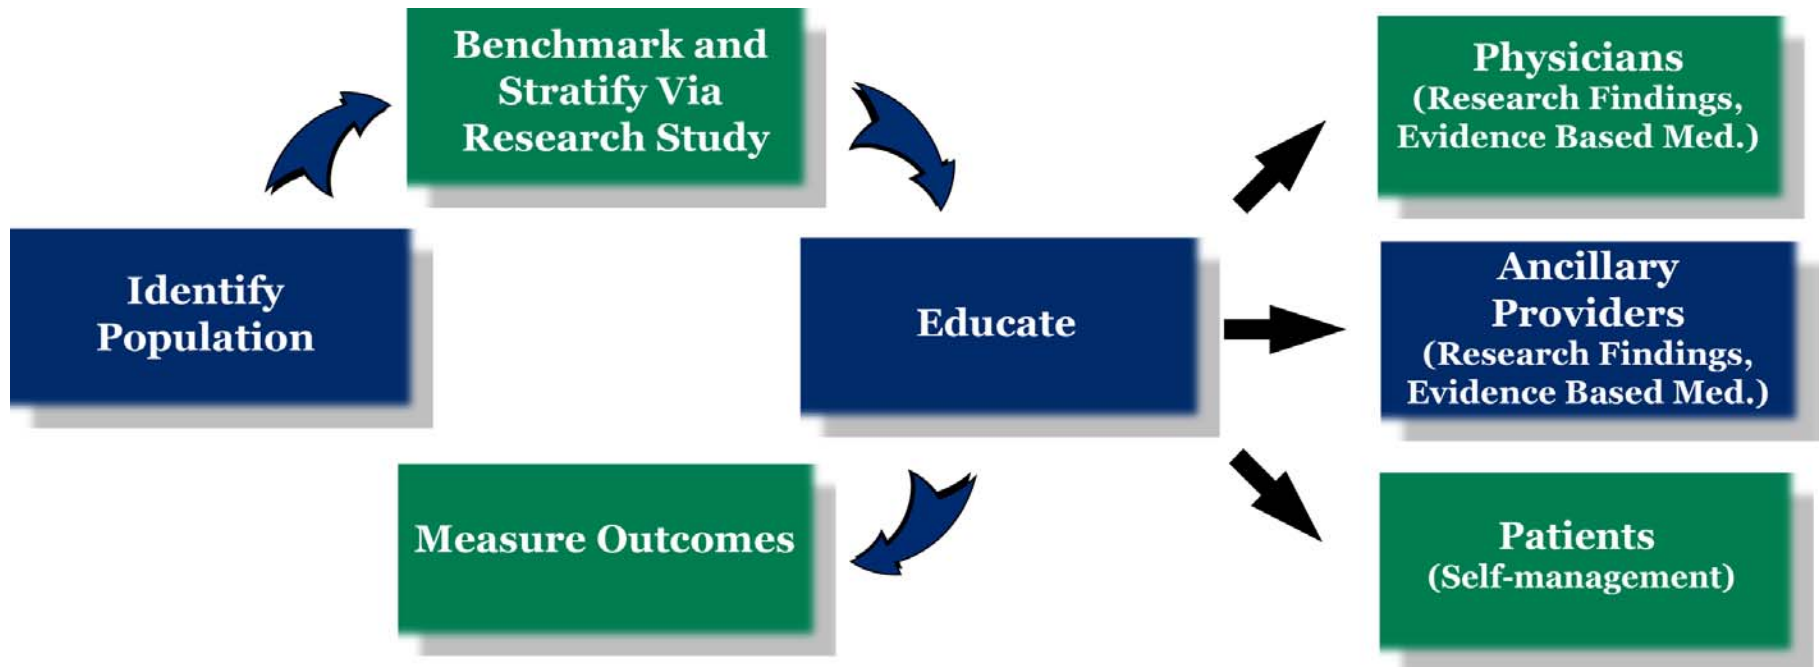 Benchmark and
Stratify Via
Research Study
Identify
Population
Educate
Measure Outcomes
Physicians
(Research Findings,
Evidence Based Med.)
Ancillary
Providers
(Research Findings,
Evidence Based Med.)
Patients
(Self-management)